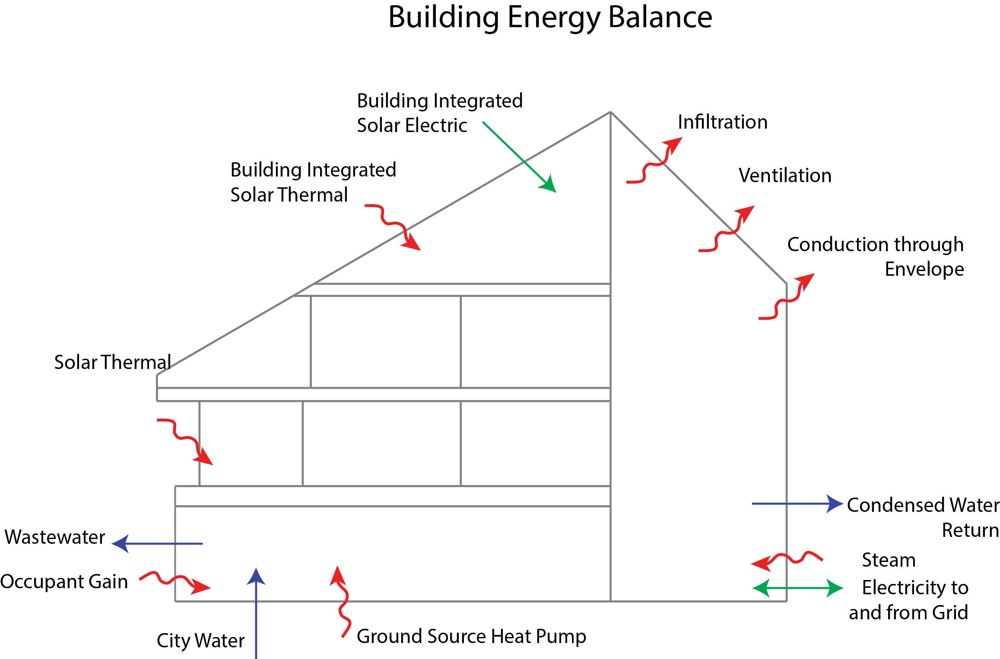 Building Energy Balance
Building Integrated
Solar Electric
Infiltration
Building Integrated
Solar Thermal
Ventilation
Conduction through
Envelope
Solar Thermal
Condensed Water
Return
Wastewater
Steam
Occupant Gain
Electricity to
and from Grid
City Water
Ground Source Heat Pump